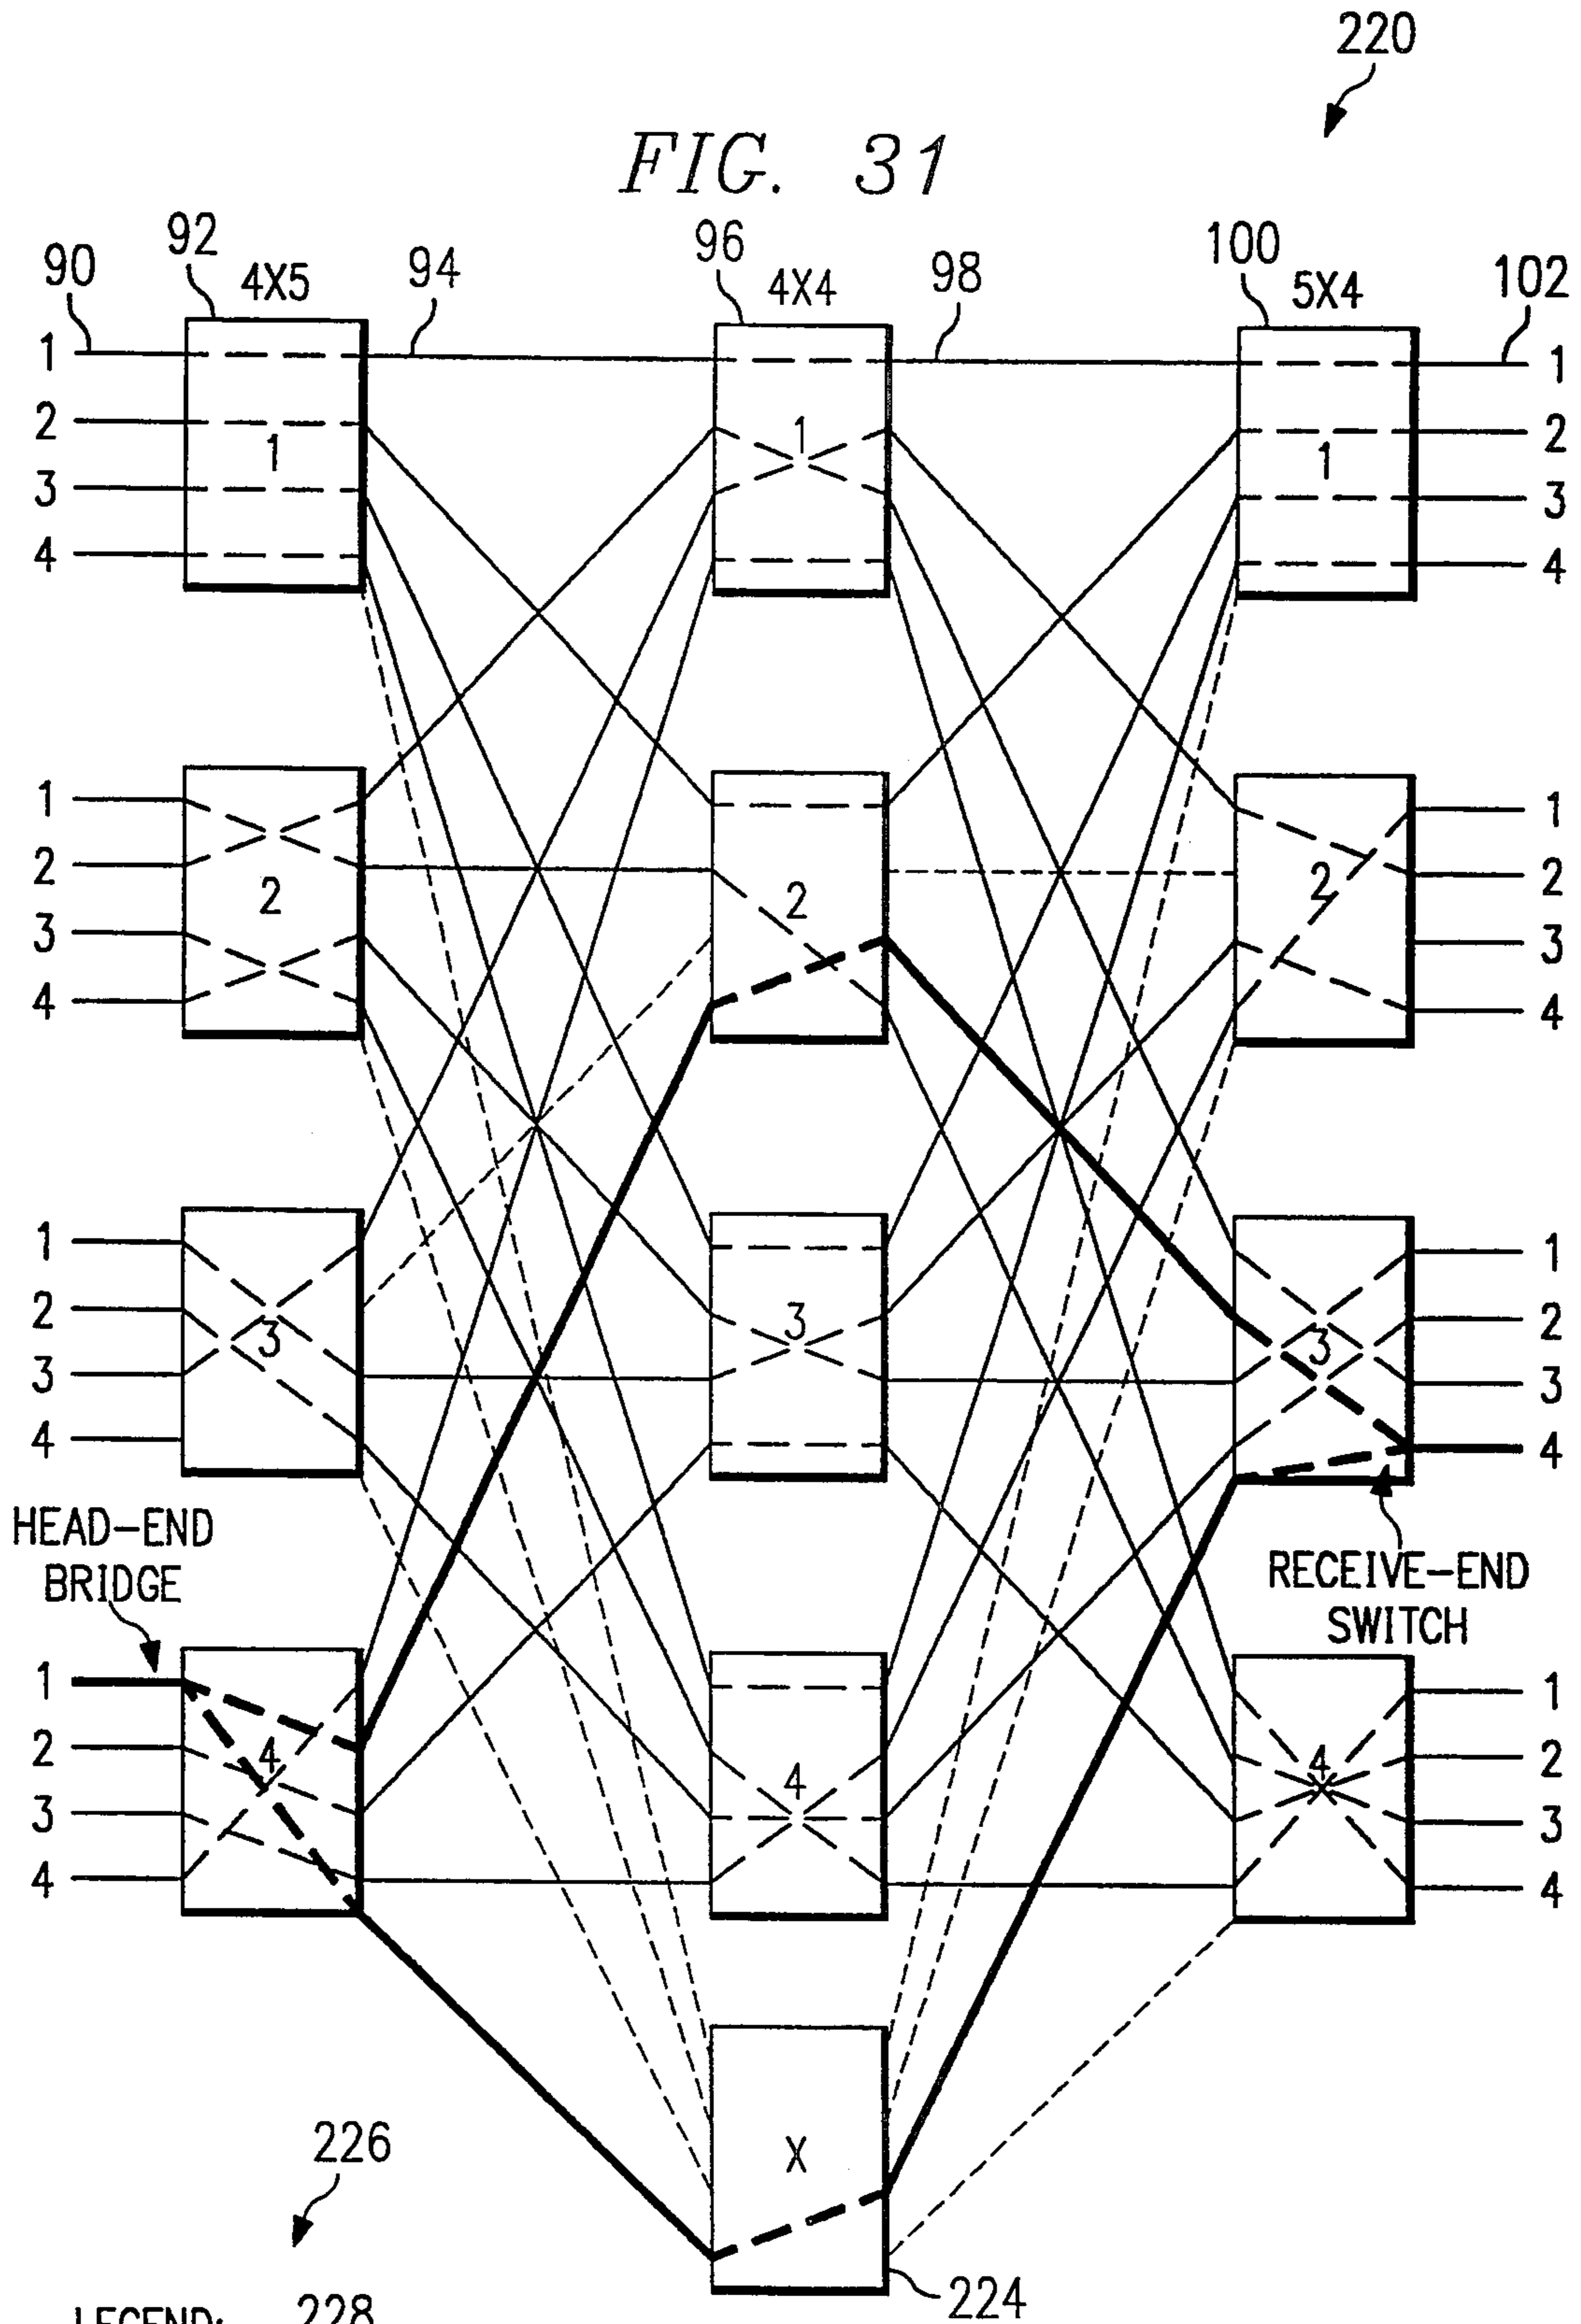 220
FIG. 31
90 92 4X5 94 96 4X4 98 100 5X4 102
1 1
2 1 1 1 2
3 3
4 4
1 1
2 2 2 2 2
3 3
4 4
1 1
2 3 3 3 2
3 3
4 4
HEAD-END
BRIDGE
RECEIVE-END
SWITCH
1 1
2 4 4 4 2
3 3
4 4
X
226
224
LEGEND: 228